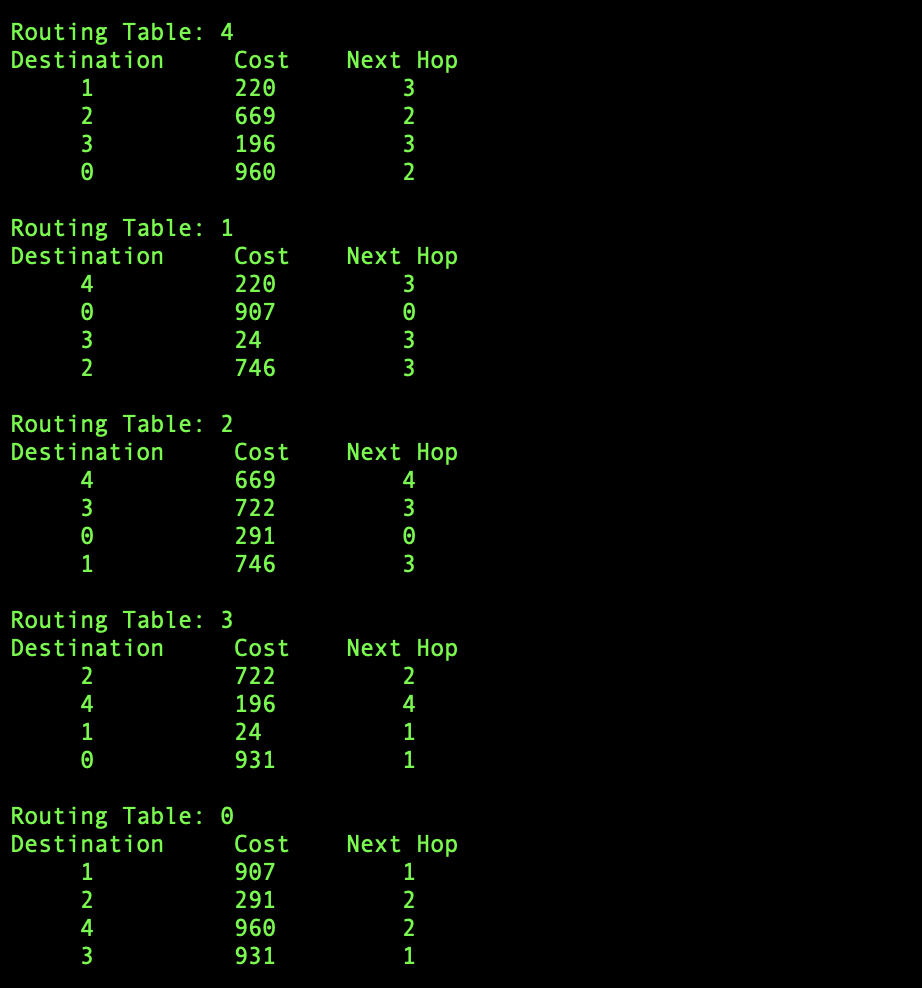 Routing Table: 4
Destination     Cost    Next Hop
     1          220         3
     2          669         2
     3          196         3
     0          960         2
Routing Table: 1
Destination     Cost    Next Hop
     4          220         3
     0          907         0
     3          24          3
     2          746         3
Routing Table: 2
Destination     Cost    Next Hop
     4          669         4
     3          722         3
     0          291         0
     1          746         3
Routing Table: 3
Destination     Cost    Next Hop
     2          722         2
     4          196         4
     1          24          1
     0          931         1
Routing Table: 0
Destination     Cost    Next Hop
     1          907         1
     2          291         2
     4          960         2
     3          931         1